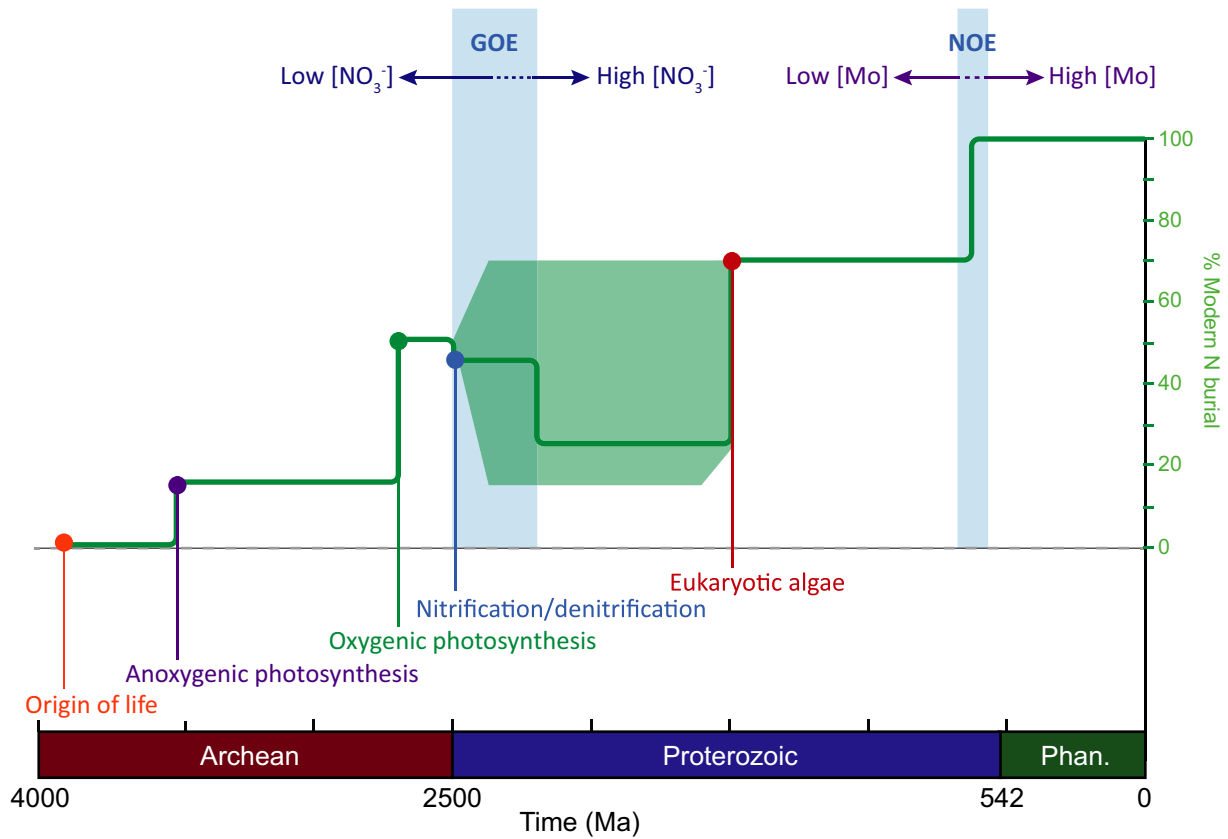 GOE
NOE
Low [NO₃⁻]
High [NO₃⁻]
Low [Mo]
High [Mo]
100
80
60
40
20
0
% Modern N burial
Eukaryotic algae
Nitrification/denitrification
Oxygenic photosynthesis
Anoxygenic photosynthesis
Origin of life
Archean
Proterozoic
Phan.
4000
2500
542
0
Time (Ma)